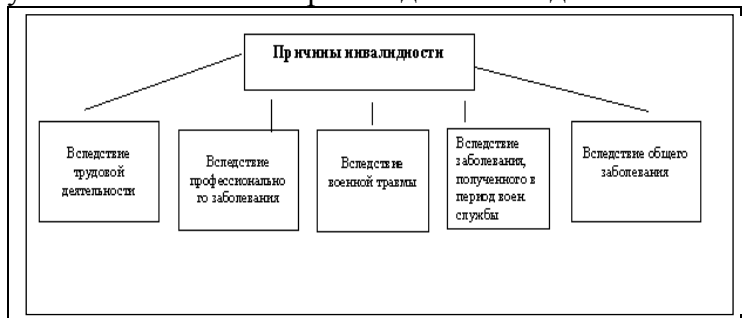 Причины инвалидности
Вследствие
трудовой
деятельности
Вследствие
профессионально
го заболевания
Вследствие
военной травмы
Вследствие
заболевания,
полученного в
период воен.
службы
Вследствие общего
заболевания